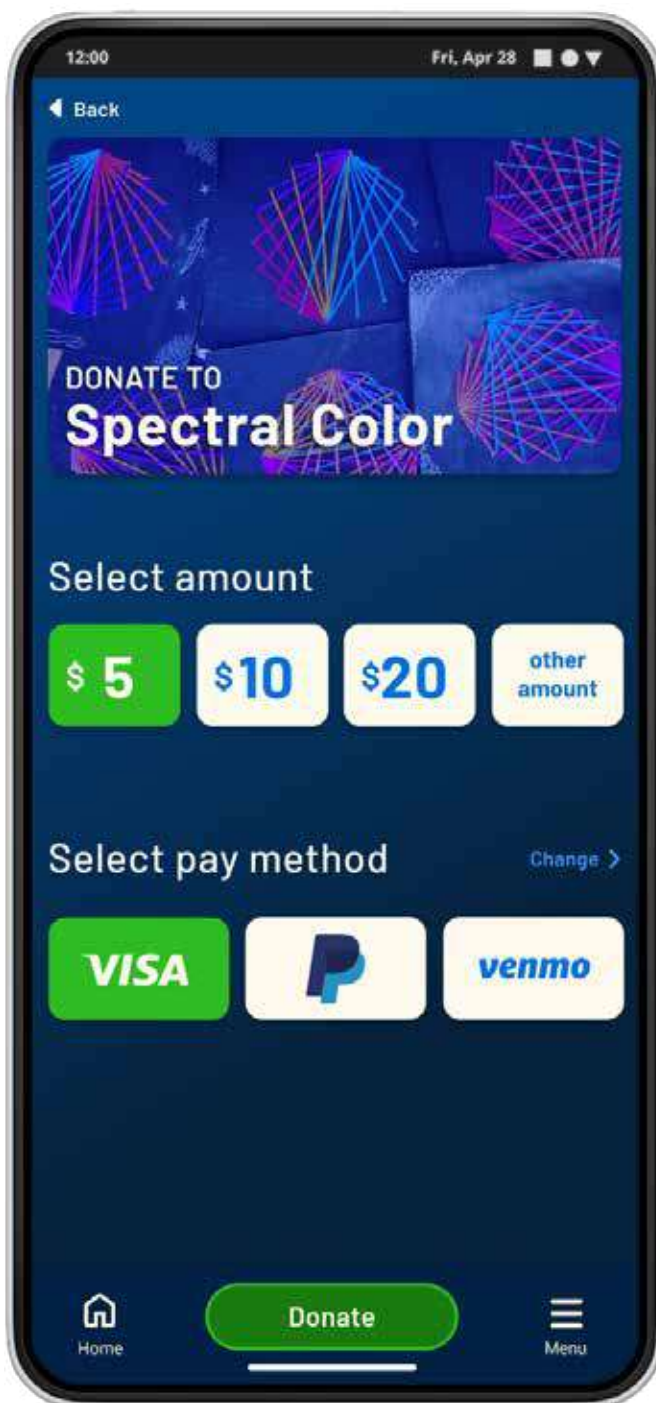 12:00 Fri, Apr 28
Back
DONATE TO
Spectral Color
Select amount
$ 5 $10 $20 other amount
Select pay method Change >
VISA P venmo
Donate
Home Menu